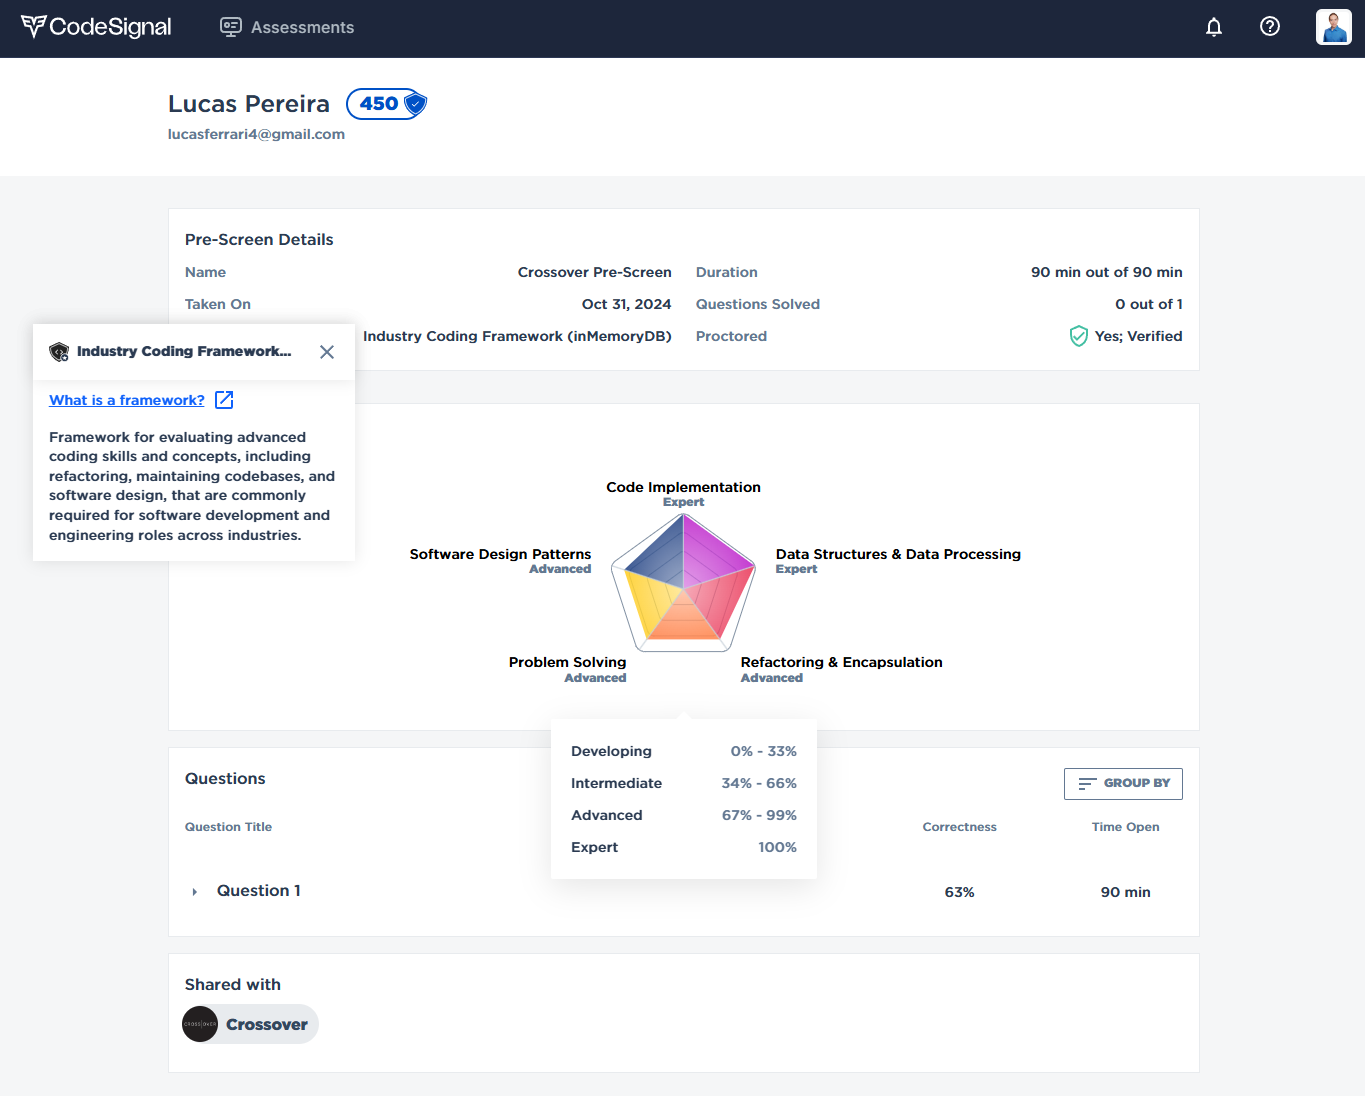 CodeSignal
Assessments
Lucas Pereira
450
lucasferrari4@gmail.com
Pre-Screen Details
Name
Crossover Pre-Screen
Duration
90 min out of 90 min
Taken On
Oct 31, 2024
Questions Solved
0 out of 1
Industry Coding Framework (inMemoryDB)
Proctored
Yes; Verified
Industry Coding Framework...
What is a framework?
Framework for evaluating advanced
coding skills and concepts, including
refactoring, maintaining codebases, and
software design, that are commonly
required for software development and
engineering roles across industries.
Code Implementation
Expert
Software Design Patterns
Advanced
Data Structures & Data Processing
Expert
Problem Solving
Advanced
Refactoring & Encapsulation
Advanced
Developing
0% - 33%
Intermediate
34% - 66%
Advanced
67% - 99%
Expert
100%
Questions
GROUP BY
Question Title
Correctness
Time Open
Question 1
63%
90 min
Shared with
CROSSOVER
Crossover